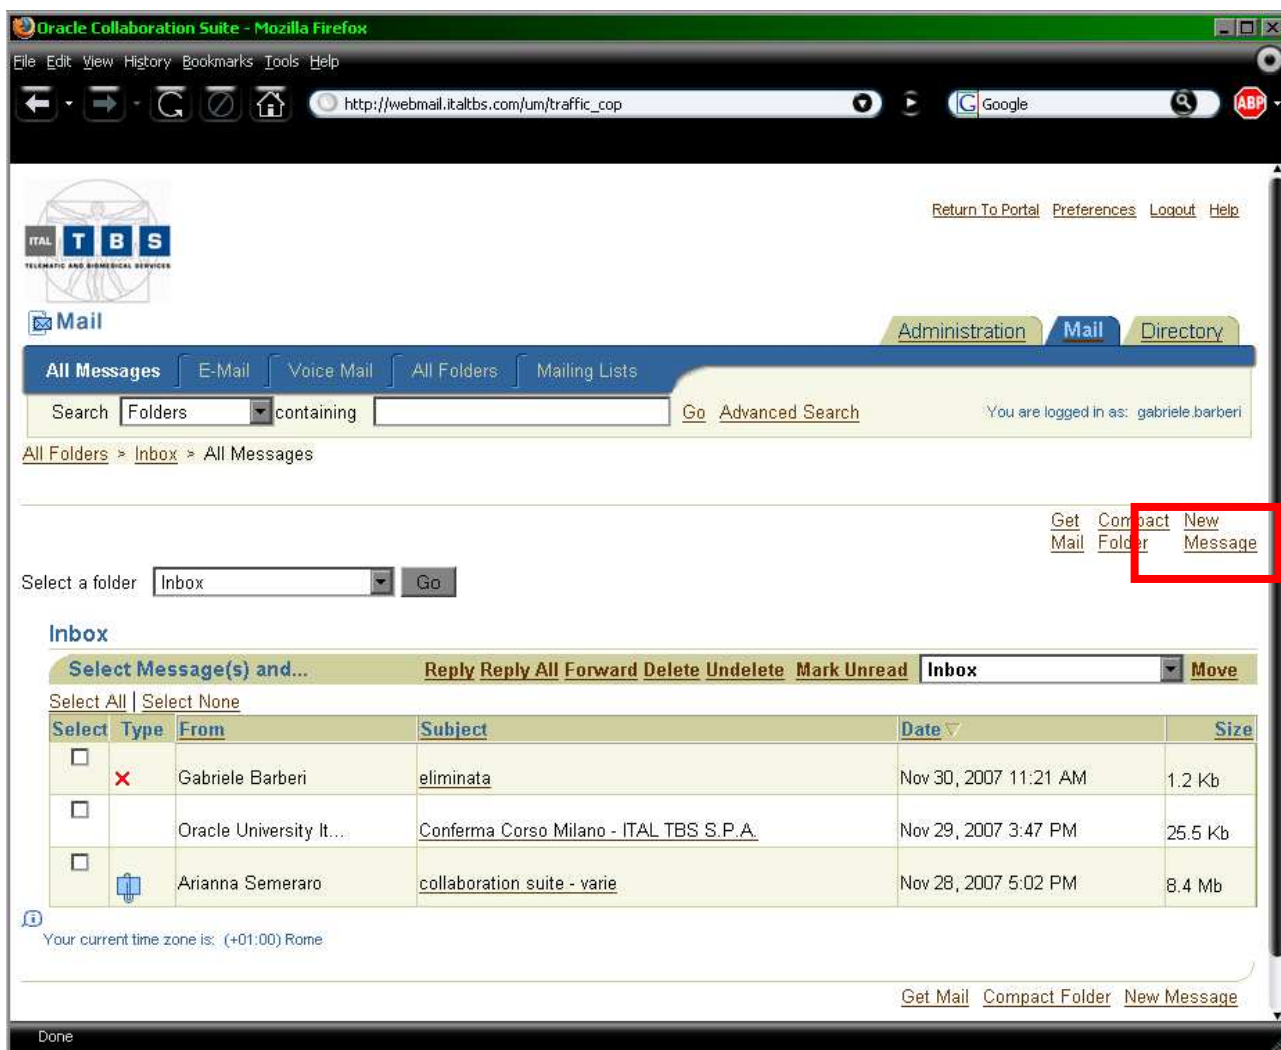 Oracle Collaboration Suite - Mozilla Firefox
File Edit View History Bookmarks Tools Help
http://webmail.italtbs.com/um/traffic_cop
G Google
ABP
Return To Portal Preferences Logout Help
ITAL T B S
TELEMATIC AND BIOMEDICAL SERVICES
Mail
Administration Mail Directory
All Messages E-Mail Voice Mail All Folders Mailing Lists
Search Folders containing Go Advanced Search You are logged in as: gabriele.barberi
All Folders > Inbox > All Messages
Get Mail Compact Folder New Message
Select a folder Inbox Go
Inbox
Select Message(s) and... Reply Reply All Forward Delete Undelete Mark Unread Inbox Move
Select All | Select None
Select Type From Subject Date Size
Gabriele Barberi eliminata Nov 30, 2007 11:21 AM 1.2 Kb
Oracle University It... Conferma Corso Milano - ITAL TBS S.P.A. Nov 29, 2007 3:47 PM 25.5 Kb
Arianna Semeraro collaboration suite - varie Nov 28, 2007 5:02 PM 8.4 Mb
Your current time zone is: (+01:00) Rome
Get Mail Compact Folder New Message
Done